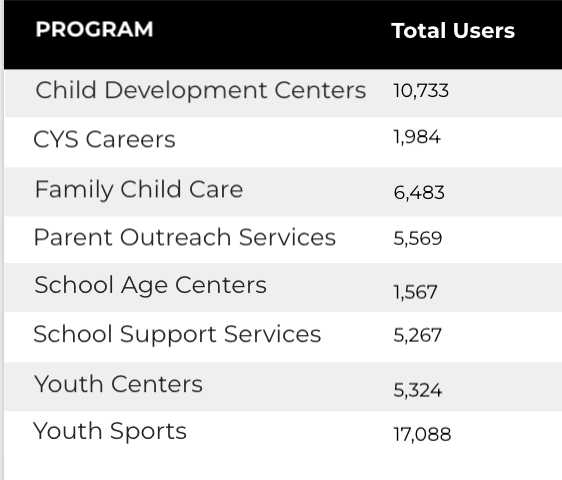 PROGRAM Total Users
Child Development Centers 10,733
CYS Careers 1,984
Family Child Care 6,483
Parent Outreach Services 5,569
School Age Centers 1,567
School Support Services 5,267
Youth Centers 5,324
Youth Sports 17,088